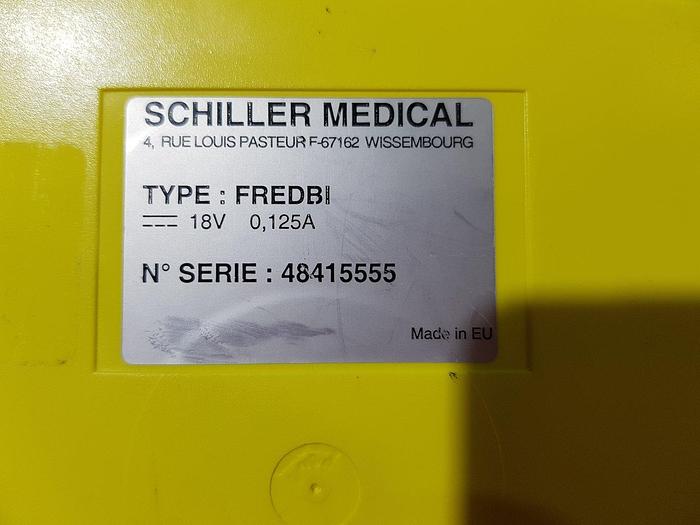 SCHILLER MEDICAL
4, RUE LOUIS PASTEUR F-67162 WISSEMBOURG
TYPE : FREDBI
18V 0,125A
N° SERIE : 48415555
Made in EU